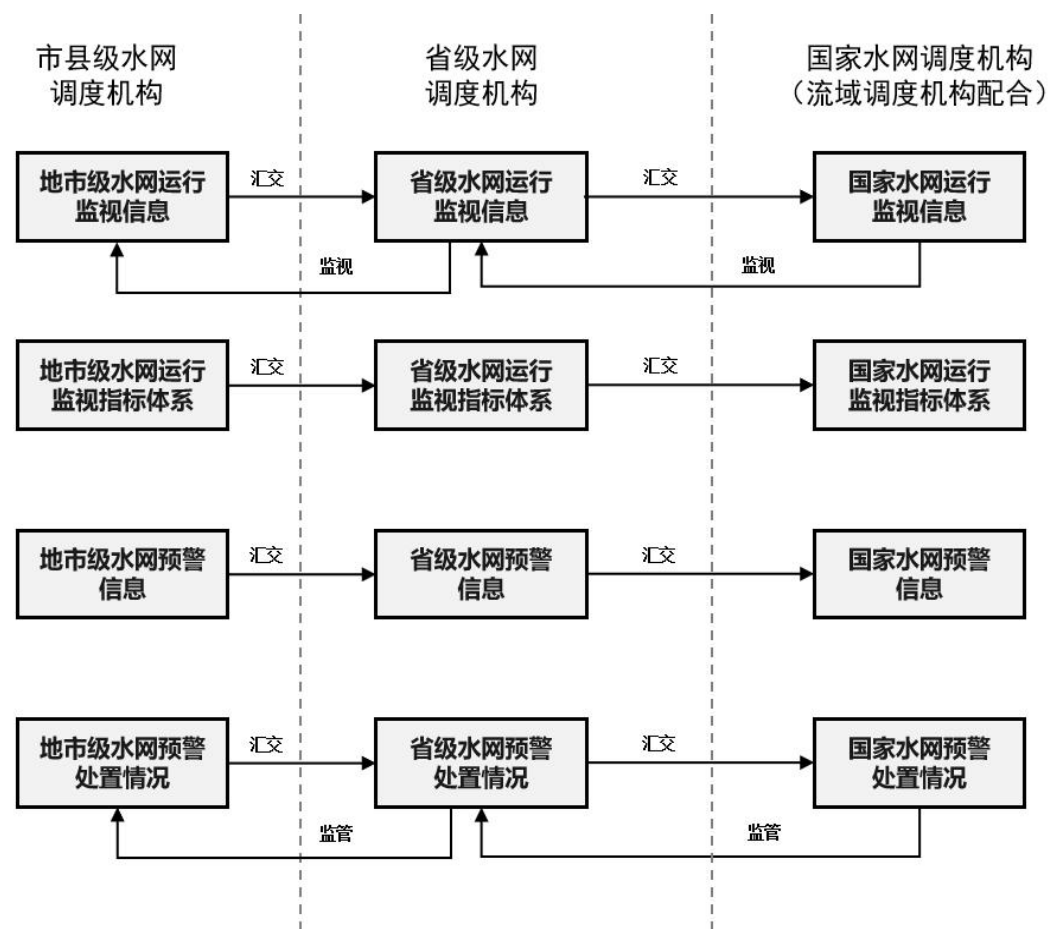 市县级水网
调度机构
省级水网
调度机构
国家水网调度机构
（流域调度机构配合）
地市级水网运行
监视信息
汇交
省级水网运行
监视信息
汇交
国家水网运行
监视信息
监视
监视
地市级水网运行
监视指标体系
汇交
省级水网运行
监视指标体系
汇交
国家水网运行
监视指标体系
地市级水网预警
信息
汇交
省级水网预警
信息
汇交
国家水网预警
信息
地市级水网预警
处置情况
汇交
省级水网预警
处置情况
汇交
国家水网预警
处置情况
监管
监管